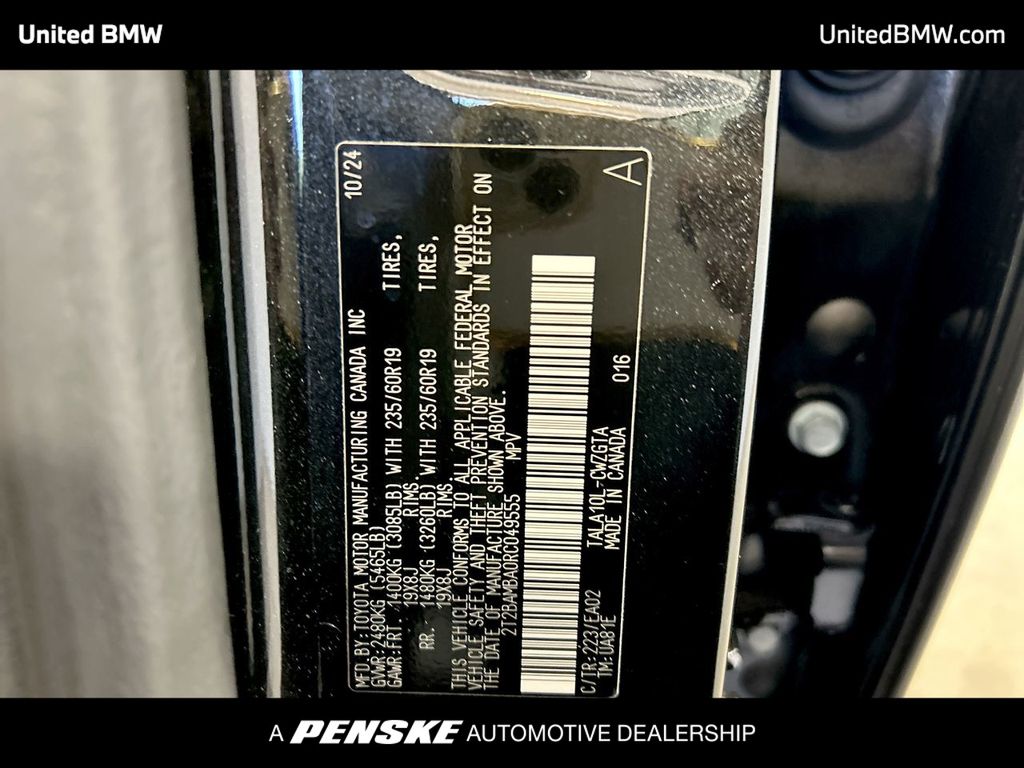 United BMW
UnitedBMW.com
MFD. BY: TOYOTA MOTOR MANUFACTURING CANADA INC 10/24
GVWR: 2480KG (5465LB)
GAWR: FRT. 1400KG (3085LB) WITH 235/60R19 TIRES,
19X8J RIMS.
RR. 1480KG (3260LB) WITH 235/60R19 TIRES,
19X8J RIMS.
THIS VEHICLE CONFORMS TO ALL APPLICABLE FEDERAL MOTOR
VEHICLE SAFETY AND THEFT PREVENTION STANDARDS IN EFFECT ON
THE DATE OF MANUFACTURE SHOWN ABOVE.
2T2BAMBA0RC049555 MPV
C/TR: 223/EA02 TALA10L-CWZGTA 016
TM: UA81E MADE IN CANADA
A
A PENSKE AUTOMOTIVE DEALERSHIP